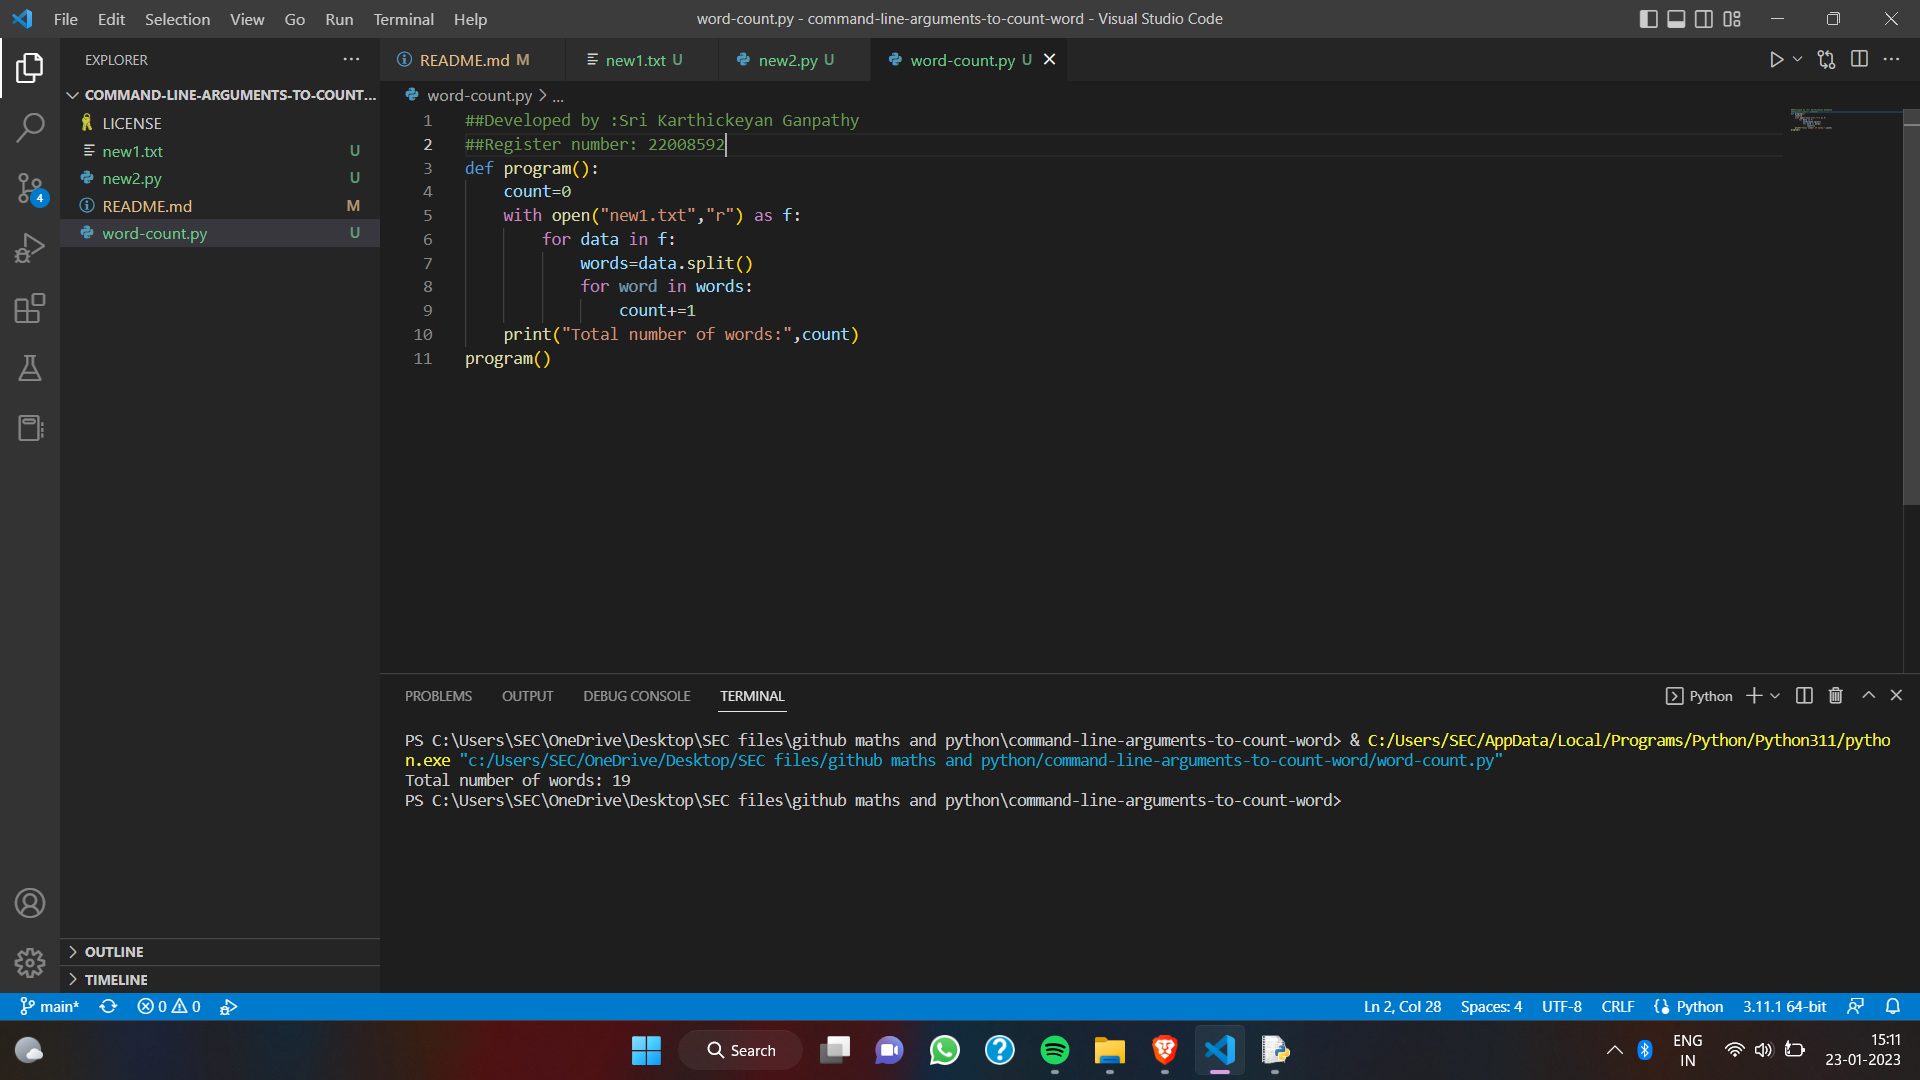 File Edit Selection View Go Run Terminal Help
word-count.py - command-line-arguments-to-count-word - Visual Studio Code
EXPLORER
COMMAND-LINE-ARGUMENTS-TO-COUNT...
LICENSE
new1.txt U
new2.py U
README.md M
word-count.py U
4
OUTLINE
TIMELINE
README.md M
new1.txt U
new2.py U
word-count.py U
word-count.py > ...
1 ##Developed by :Sri Karthickeyan Ganpathy
2 ##Register number: 22008592
3 def program():
4 count=0
5 with open("new1.txt","r") as f:
6 for data in f:
7 words=data.split()
8 for word in words:
9 count+=1
10 print("Total number of words:",count)
11 program()
PROBLEMS OUTPUT DEBUG CONSOLE TERMINAL
Python
PS C:\Users\SEC\OneDrive\Desktop\SEC files\github maths and python\command-line-arguments-to-count-word> & C:/Users/SEC/AppData/Local/Programs/Python/Python311/pytho
n.exe "c:/Users/SEC/OneDrive/Desktop/SEC files/github maths and python/command-line-arguments-to-count-word/word-count.py"
Total number of words: 19
PS C:\Users\SEC\OneDrive\Desktop\SEC files\github maths and python\command-line-arguments-to-count-word>
main* 0 0
Ln 2, Col 28 Spaces: 4 UTF-8 CRLF Python 3.11.1 64-bit
Search
ENG
IN
15:11
23-01-2023